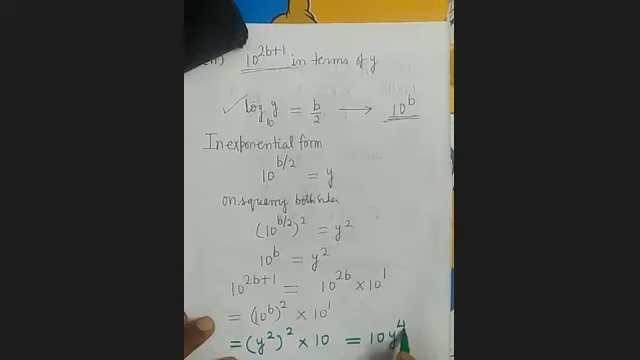 10^{2b+1} in terms of y
✓ log_{10} y = b/2 → 10^b
In exponential form
10^{b/2} = y
on squaring both sides
(10^{b/2})^2 = y^2
10^b = y^2
10^{2b+1} = 10^{2b} × 10^1
= (10^b)^2 × 10^1
= (y^2)^2 × 10 = 10y^4